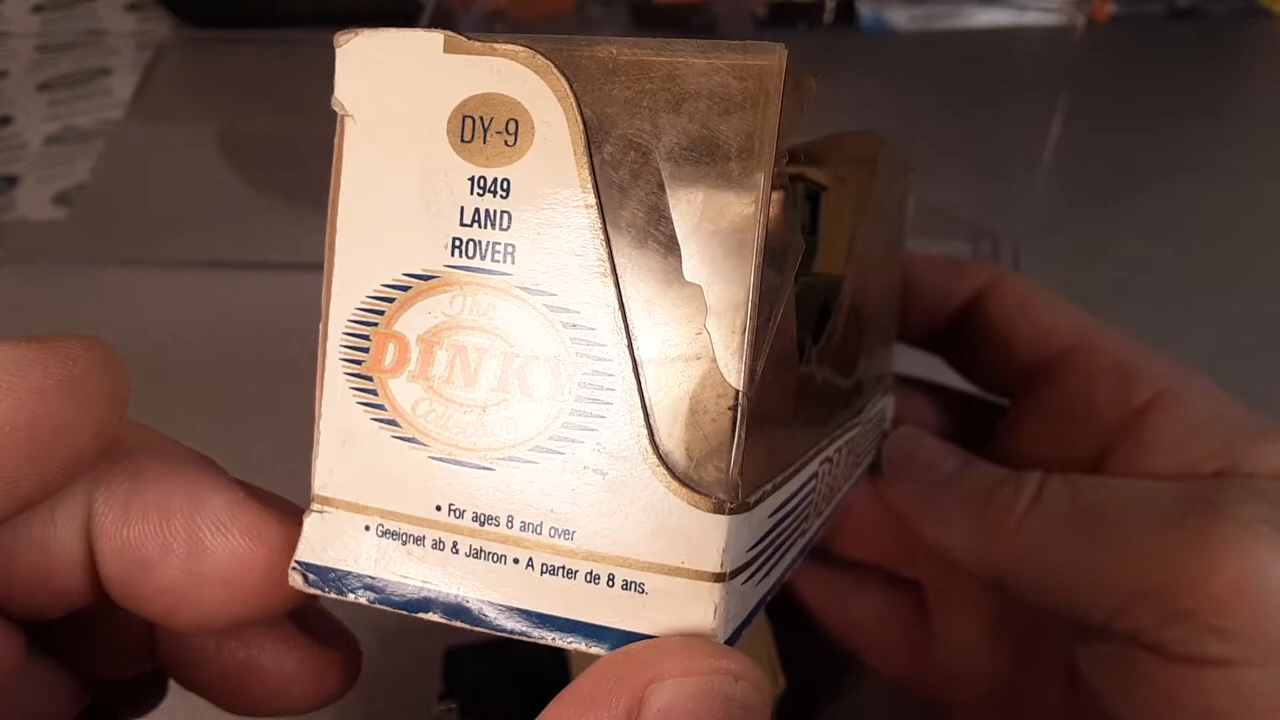 DY-9
1949
LAND
ROVER
The
DINKY
Collection
• For ages 8 and over
• Geeignet ab & Jahron • A parter de 8 ans.